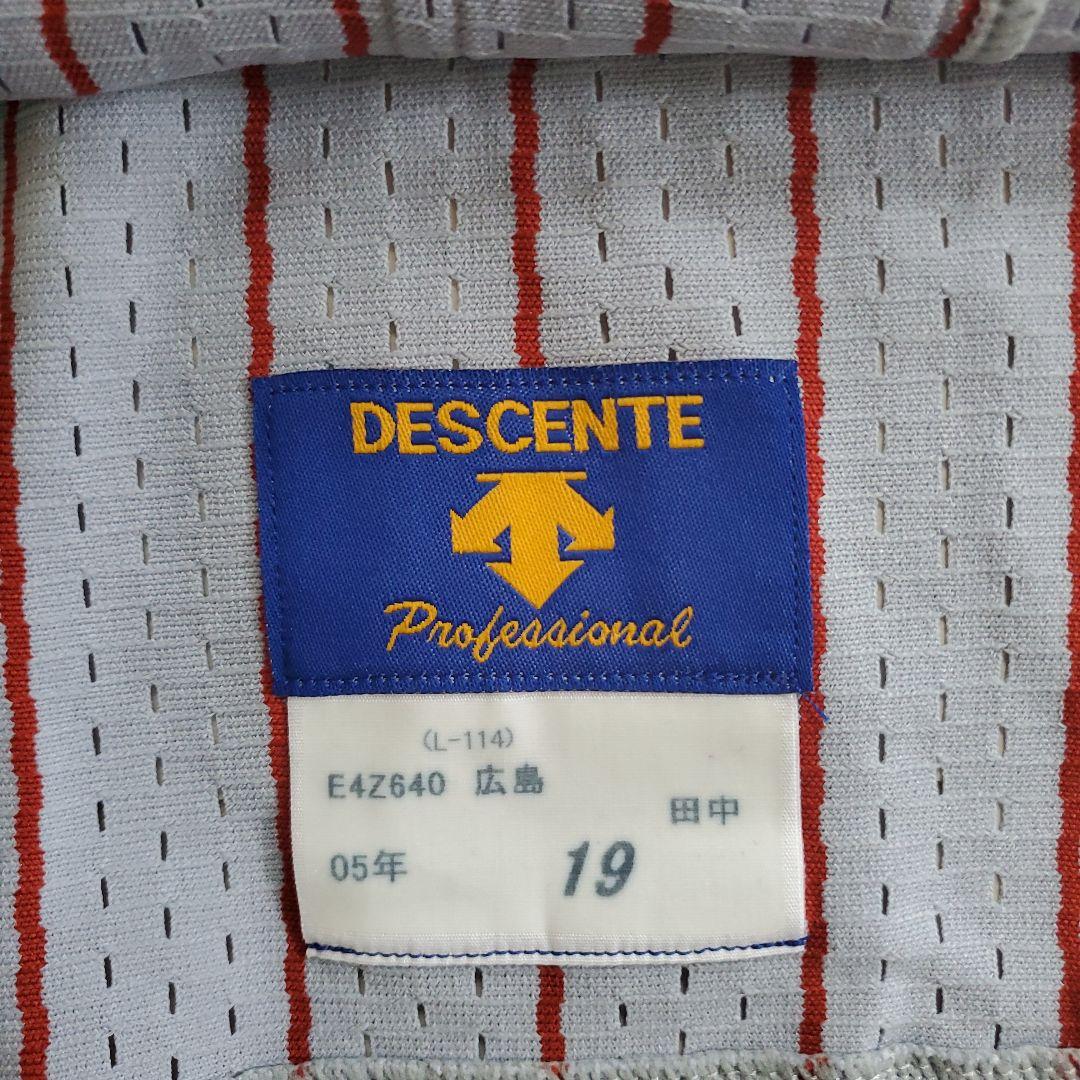 DESCENTE
Professional
(L-114)
E4Z640 広島
田中
05年 19